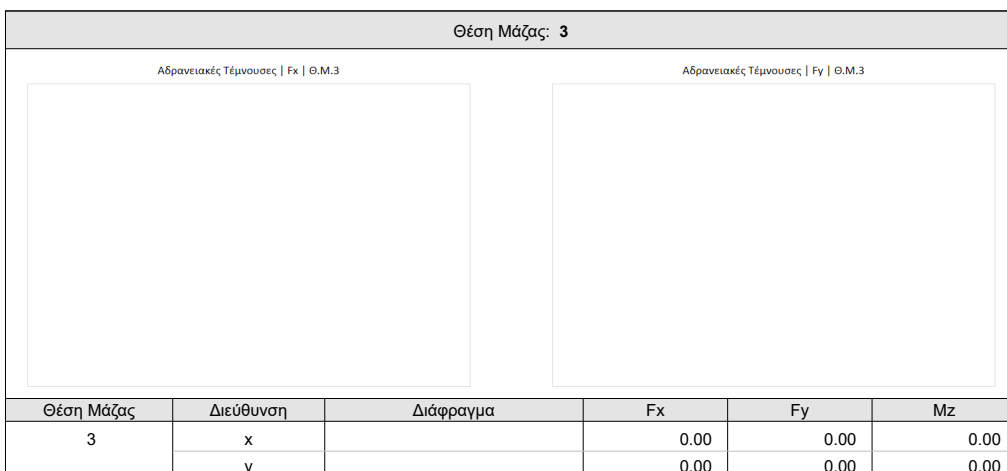 Θέση Μάζας: 3
Αδρανειακές Τέμνουσες | Fx | Θ.Μ.3 Αδρανειακές Τέμνουσες | Fy | Θ.Μ.3
Θέση Μάζας Διεύθυνση Διάφραγμα Fx Fy Mz
3 x 0.00 0.00 0.00
y 0.00 0.00 0.00